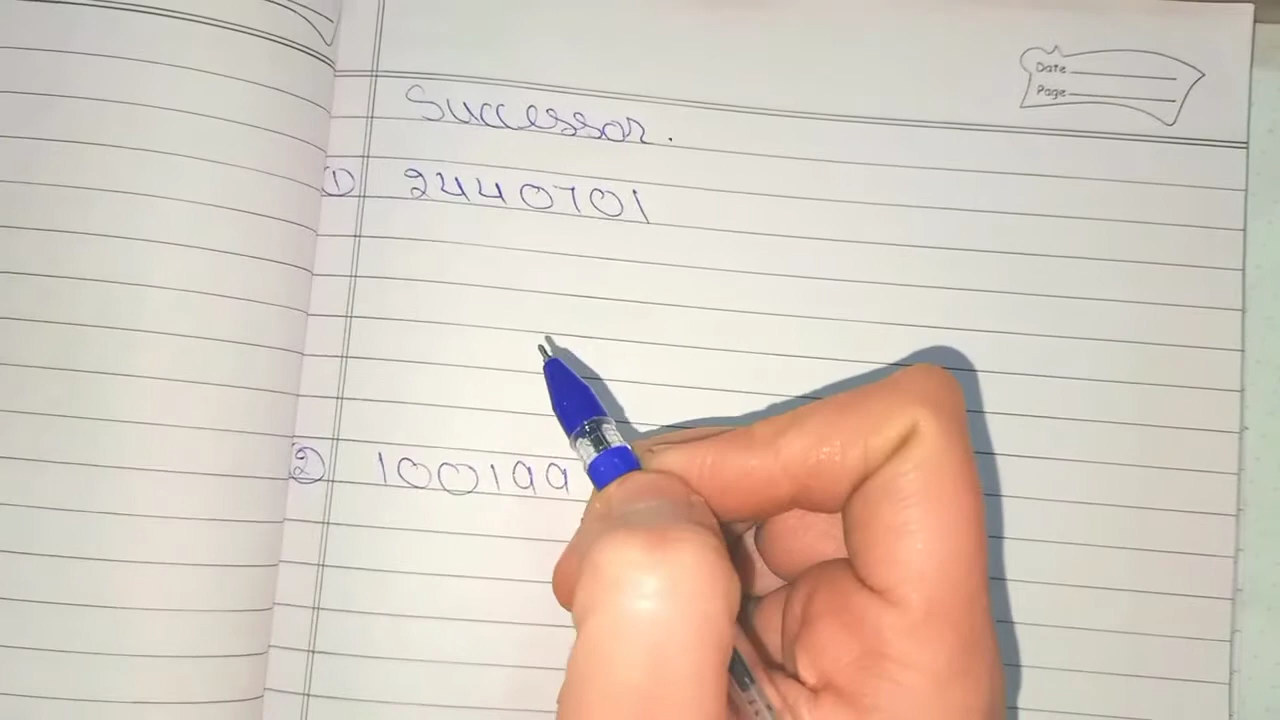 Date
Page
Successor.
① 2440701
② 100199